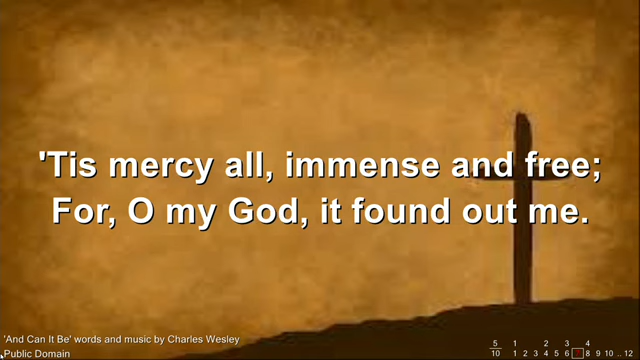 'Tis mercy all, immense and free;
For, O my God, it found out me.
'And Can It Be' words and music by Charles Wesley
Public Domain
5 1 2 3 4
10 1 2 3 4 5 6 8 9 10 .. 12